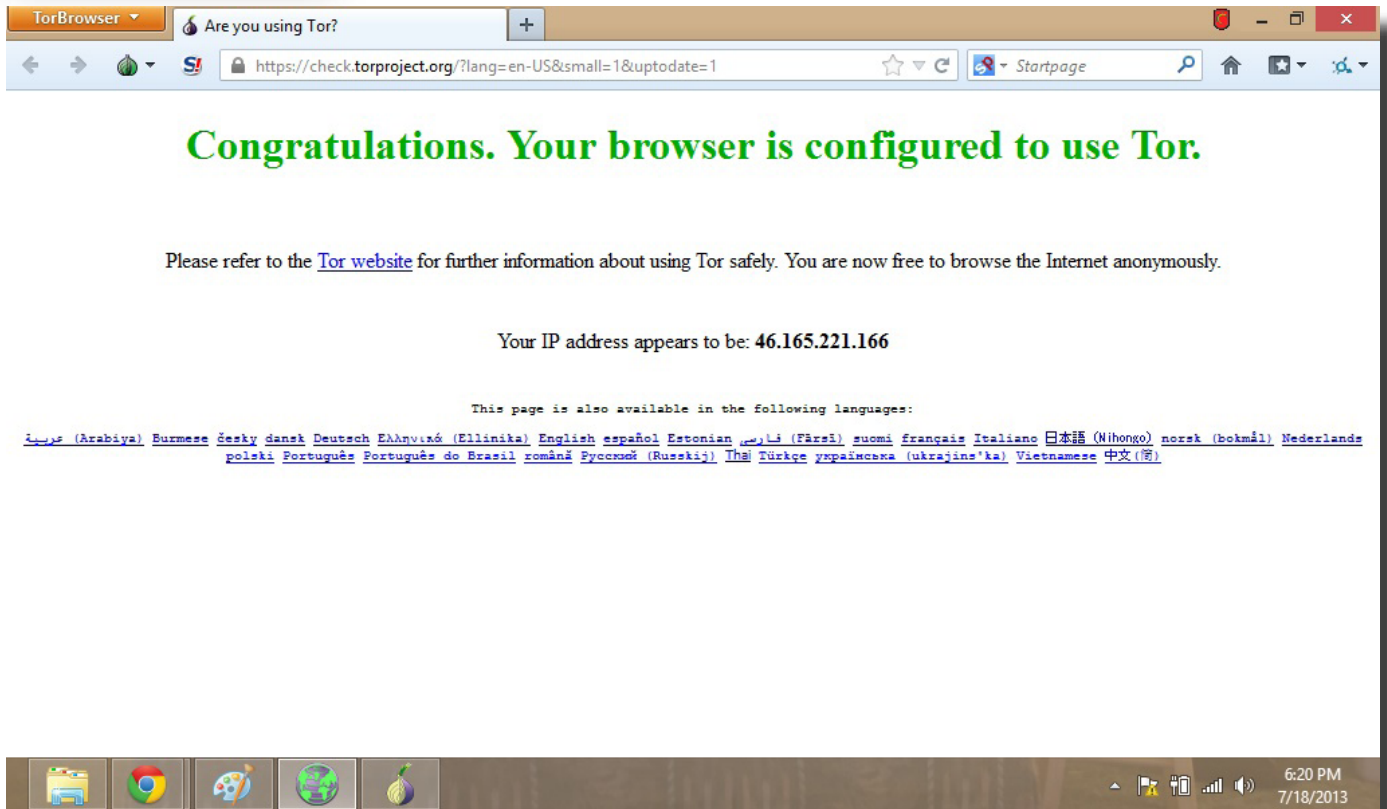 TorBrowser
Are you using Tor?
https://check.torproject.org/?lang=en-US&small=1&uptodate=1
Startpage
Congratulations. Your browser is configured to use Tor.
Please refer to the Tor website for further information about using Tor safely. You are now free to browse the Internet anonymously.
Your IP address appears to be: 46.165.221.166
This page is also available in the following languages:
عربية (Arabiya) Burmese česky dansk Deutsch Ελληνικά (Ellinika) English español Estonian فارسی (Fārsī) suomi français Italiano 日本語 (Nihongo) norsk (bokmål) Nederlands
polski Português Português do Brasil română Русский (Russkij) Thai Türkçe українська (ukrajins'ka) Vietnamese 中文(简)
6:20 PM
7/18/2013